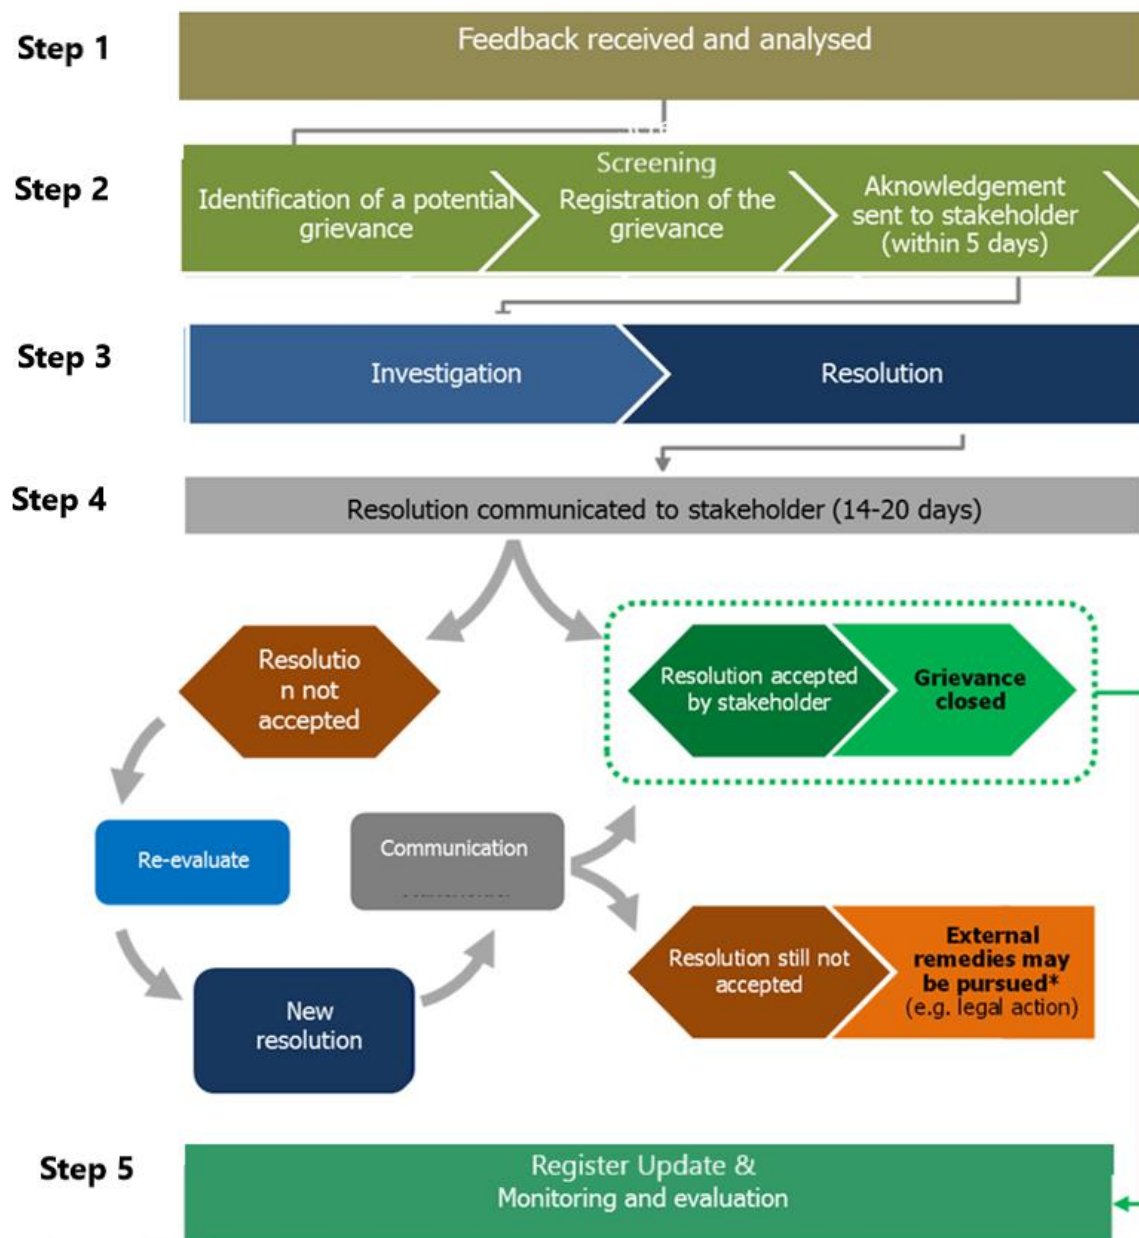 Step 1
Feedback received and analysed
Step 2
Screening
Identification of a potential
grievance
Registration of the
grievance
Aknowledgement
sent to stakeholder
(within 5 days)
Step 3
Investigation
Resolution
Step 4
Resolution communicated to stakeholder (14-20 days)
Resolutio
n not
accepted
Resolution accepted
by stakeholder
Grievance
closed
Re-evaluate
Communication
New
resolution
Resolution still not
accepted
External
remedies may
be pursued*
(e.g. legal action)
Step 5
Register Update &
Monitoring and evaluation